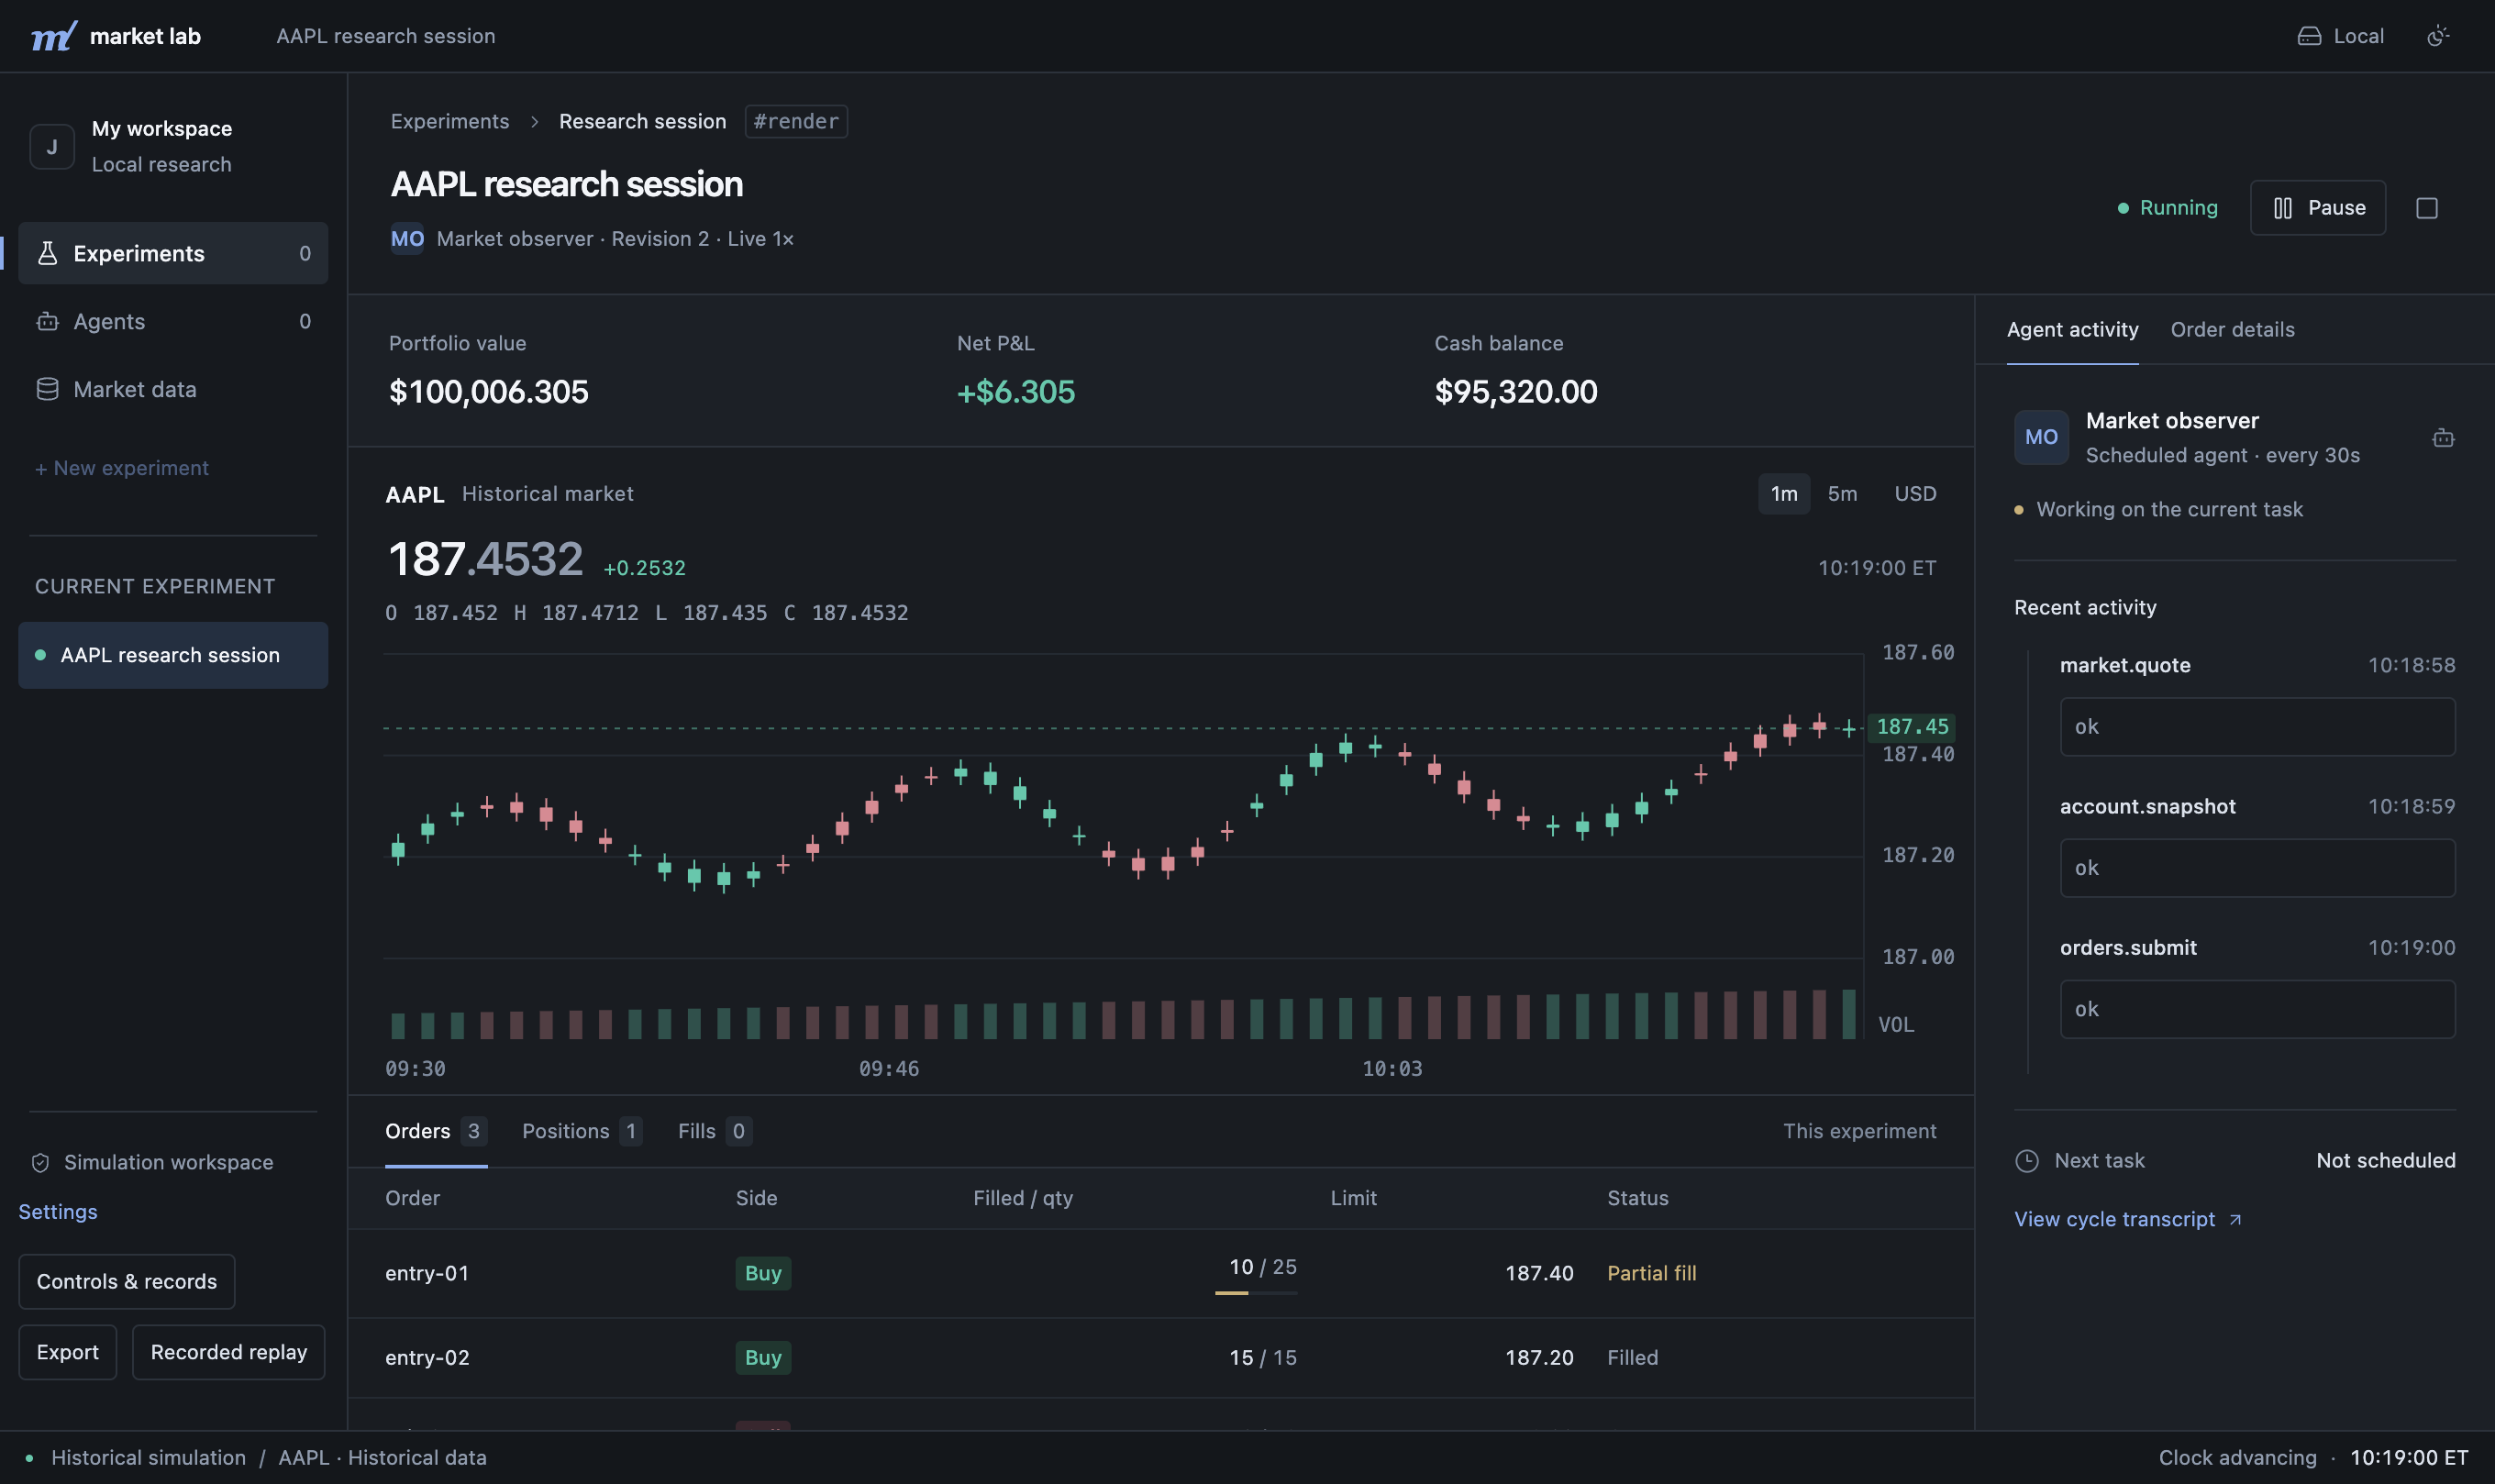 market lab
AAPL research session
Local
J
My workspace
Local research
Experiments 0
Agents 0
Market data
+ New experiment
CURRENT EXPERIMENT
AAPL research session
Simulation workspace
Settings
Controls & records
Export
Recorded replay
Experiments > Research session #render
AAPL research session
MO Market observer · Revision 2 · Live 1×
Running
Pause
Portfolio value
$100,006.305
Net P&L
+$6.305
Cash balance
$95,320.00
AAPL Historical market
1m 5m USD
187.4532 +0.2532
10:19:00 ET
O 187.452 H 187.4712 L 187.435 C 187.4532
187.60
187.45
187.40
187.20
187.00
VOL
09:30 09:46 10:03
Orders 3 Positions 1 Fills 0
This experiment
Order Side Filled / qty Limit Status
entry-01 Buy 10 / 25 187.40 Partial fill
entry-02 Buy 15 / 15 187.20 Filled
Agent activity
Order details
MO
Market observer
Scheduled agent · every 30s
Working on the current task
Recent activity
market.quote 10:18:58
ok
account.snapshot 10:18:59
ok
orders.submit 10:19:00
ok
Next task Not scheduled
View cycle transcript
Historical simulation / AAPL · Historical data
Clock advancing · 10:19:00 ET